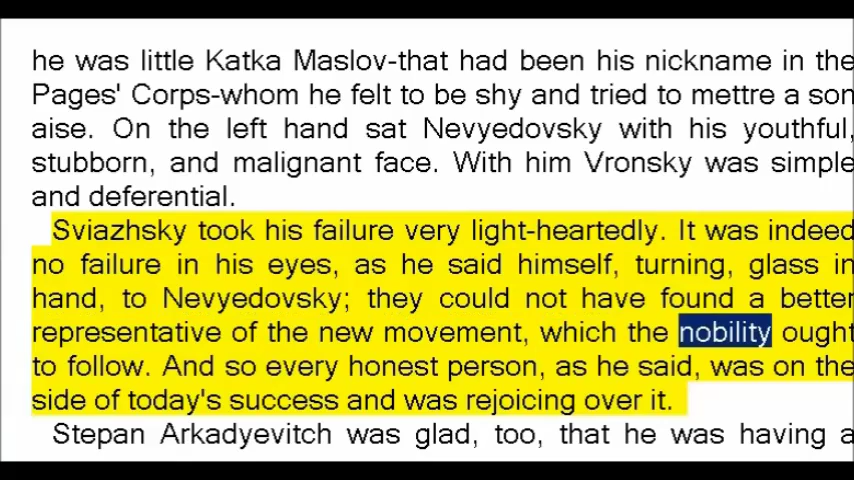 he was little Katka Maslov-that had been his nickname in the
Pages' Corps-whom he felt to be shy and tried to mettre a son
aise. On the left hand sat Nevyedovsky with his youthful,
stubborn, and malignant face. With him Vronsky was simple
and deferential.
Sviazhsky took his failure very light-heartedly. It was indeed
no failure in his eyes, as he said himself, turning, glass in
hand, to Nevyedovsky; they could not have found a better
representative of the new movement, which the nobility ought
to follow. And so every honest person, as he said, was on the
side of today's success and was rejoicing over it.
Stepan Arkadyevitch was glad, too, that he was having a